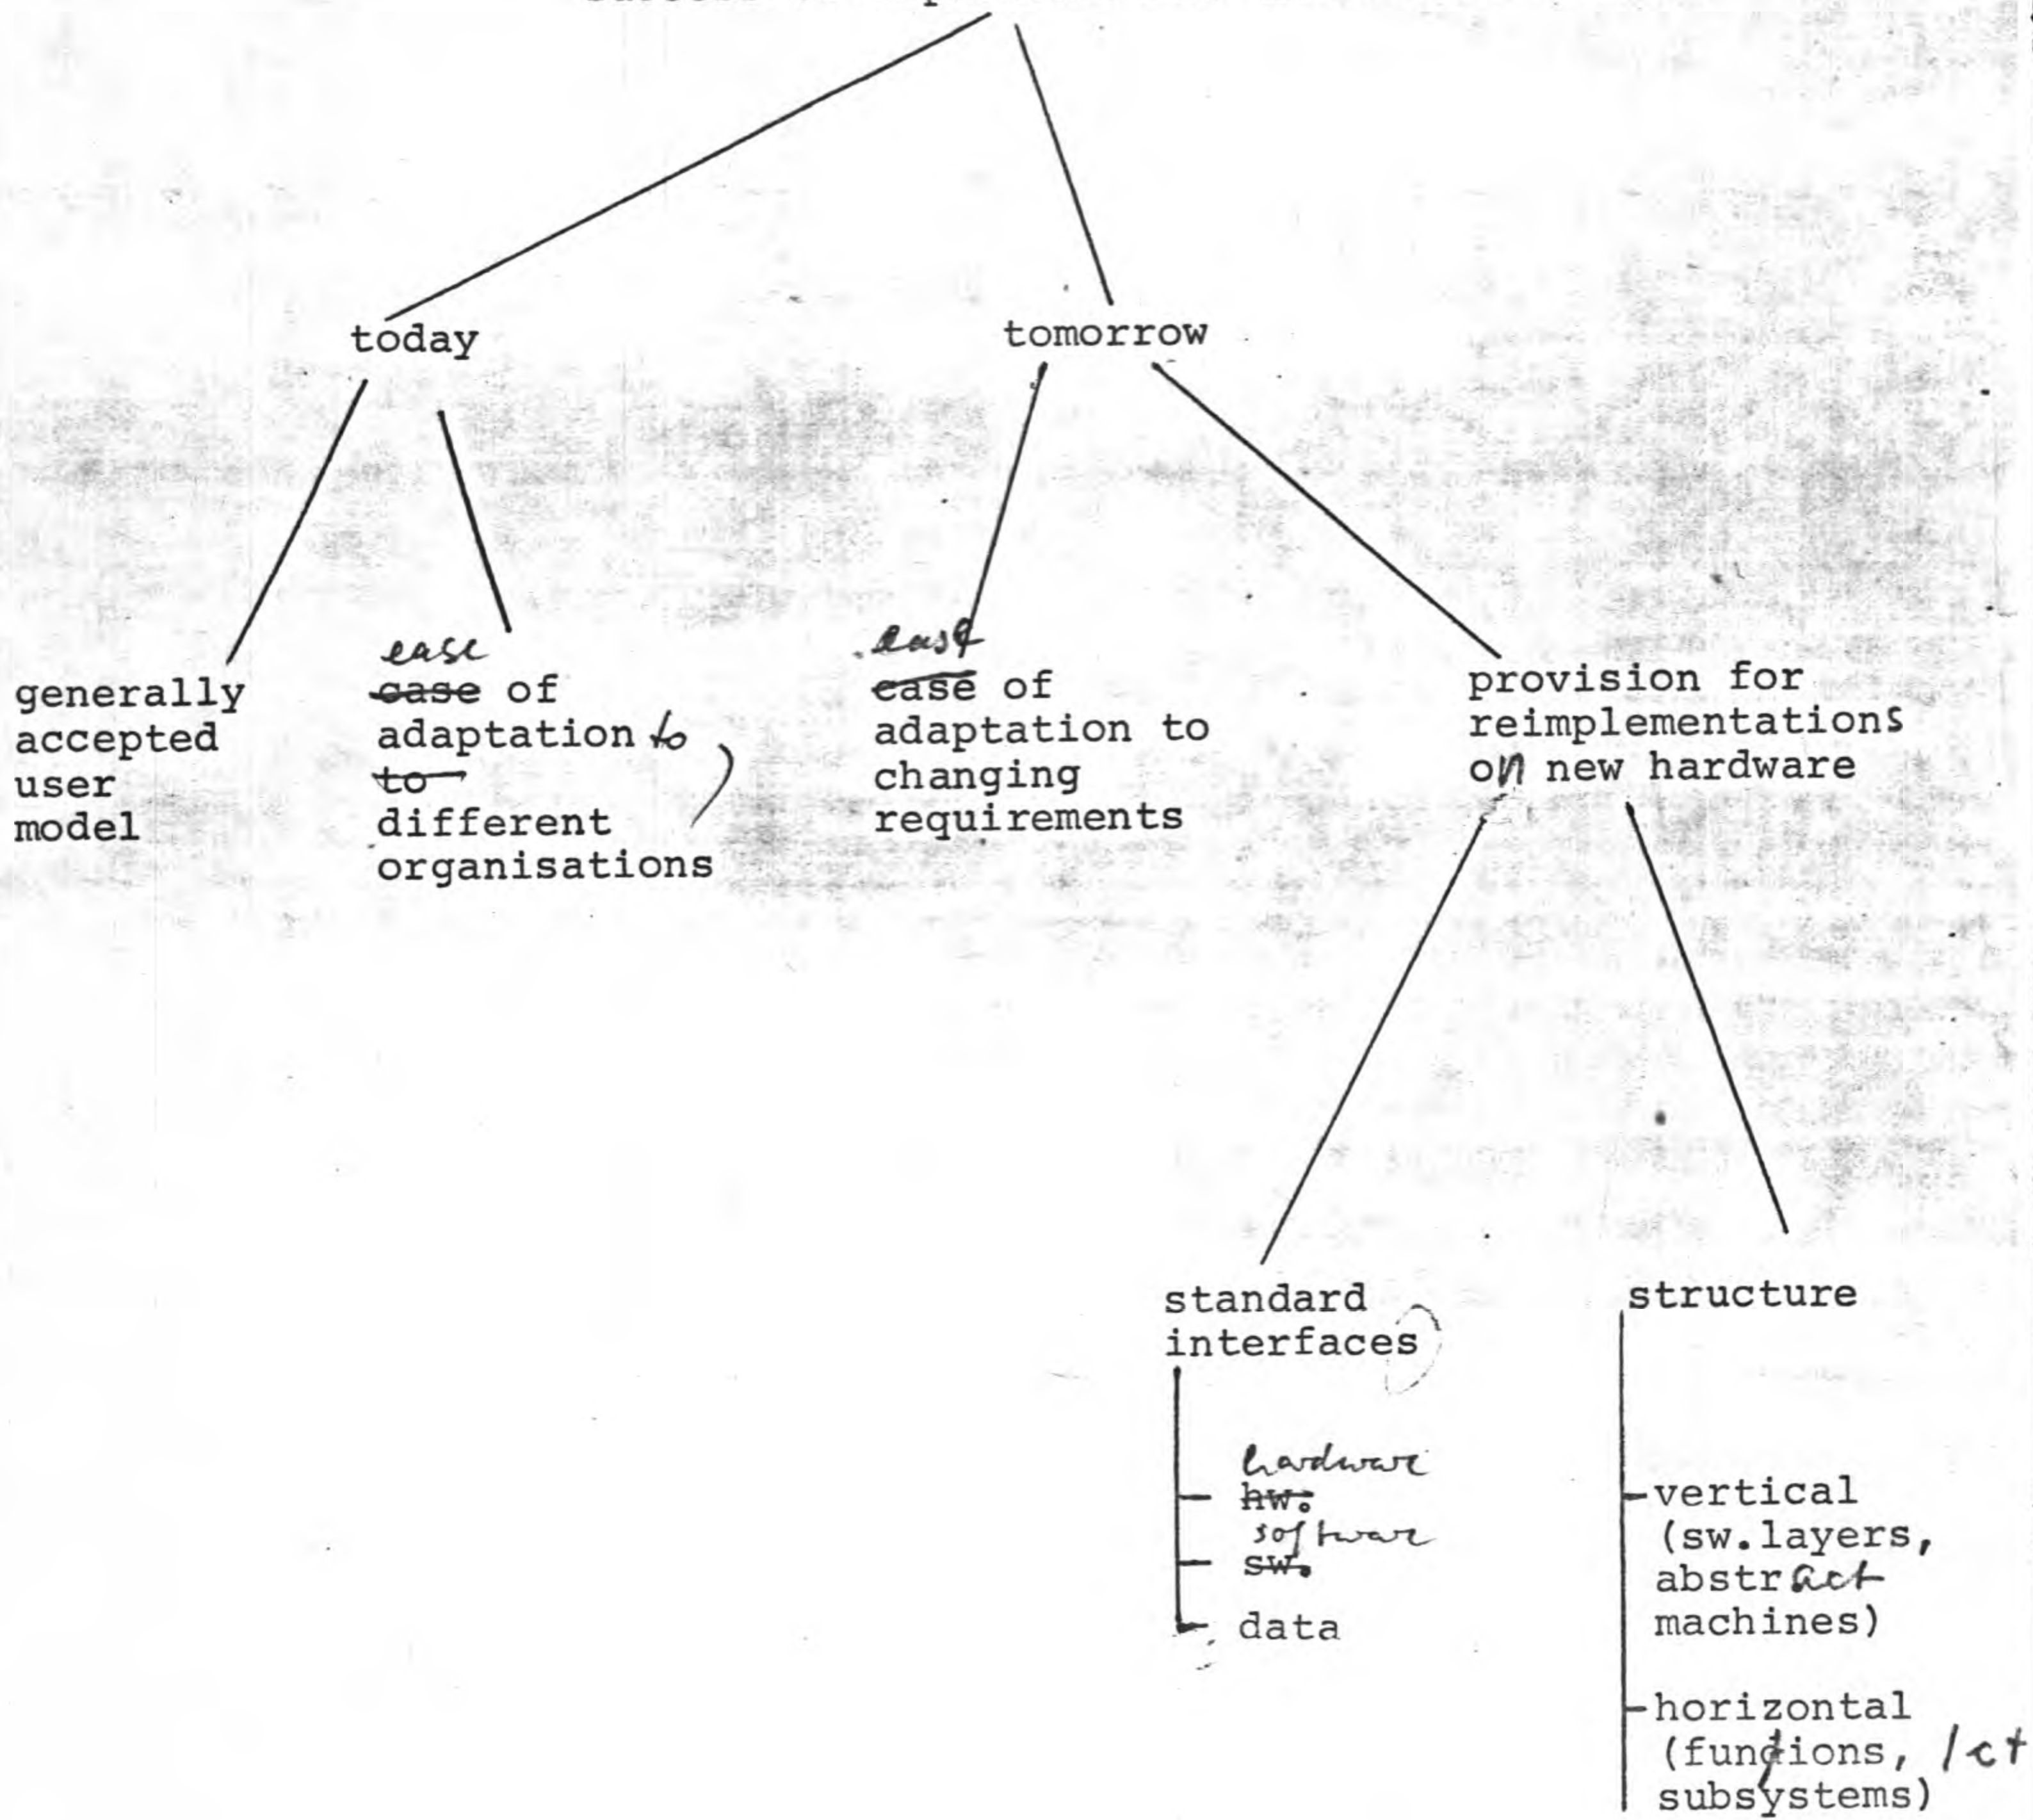 today
tomorrow
generally
accepted
user
model
ease
case of
adaptation to
to
different
organisations
ease
case of
adaptation to
changing
requirements
provision for
reimplementations
on new hardware
standard
interfaces
hardware
hw.
software
sw.
data
structure
vertical
(sw.layers,
abstract
machines)
horizontal
(functions, /ct
subsystems)